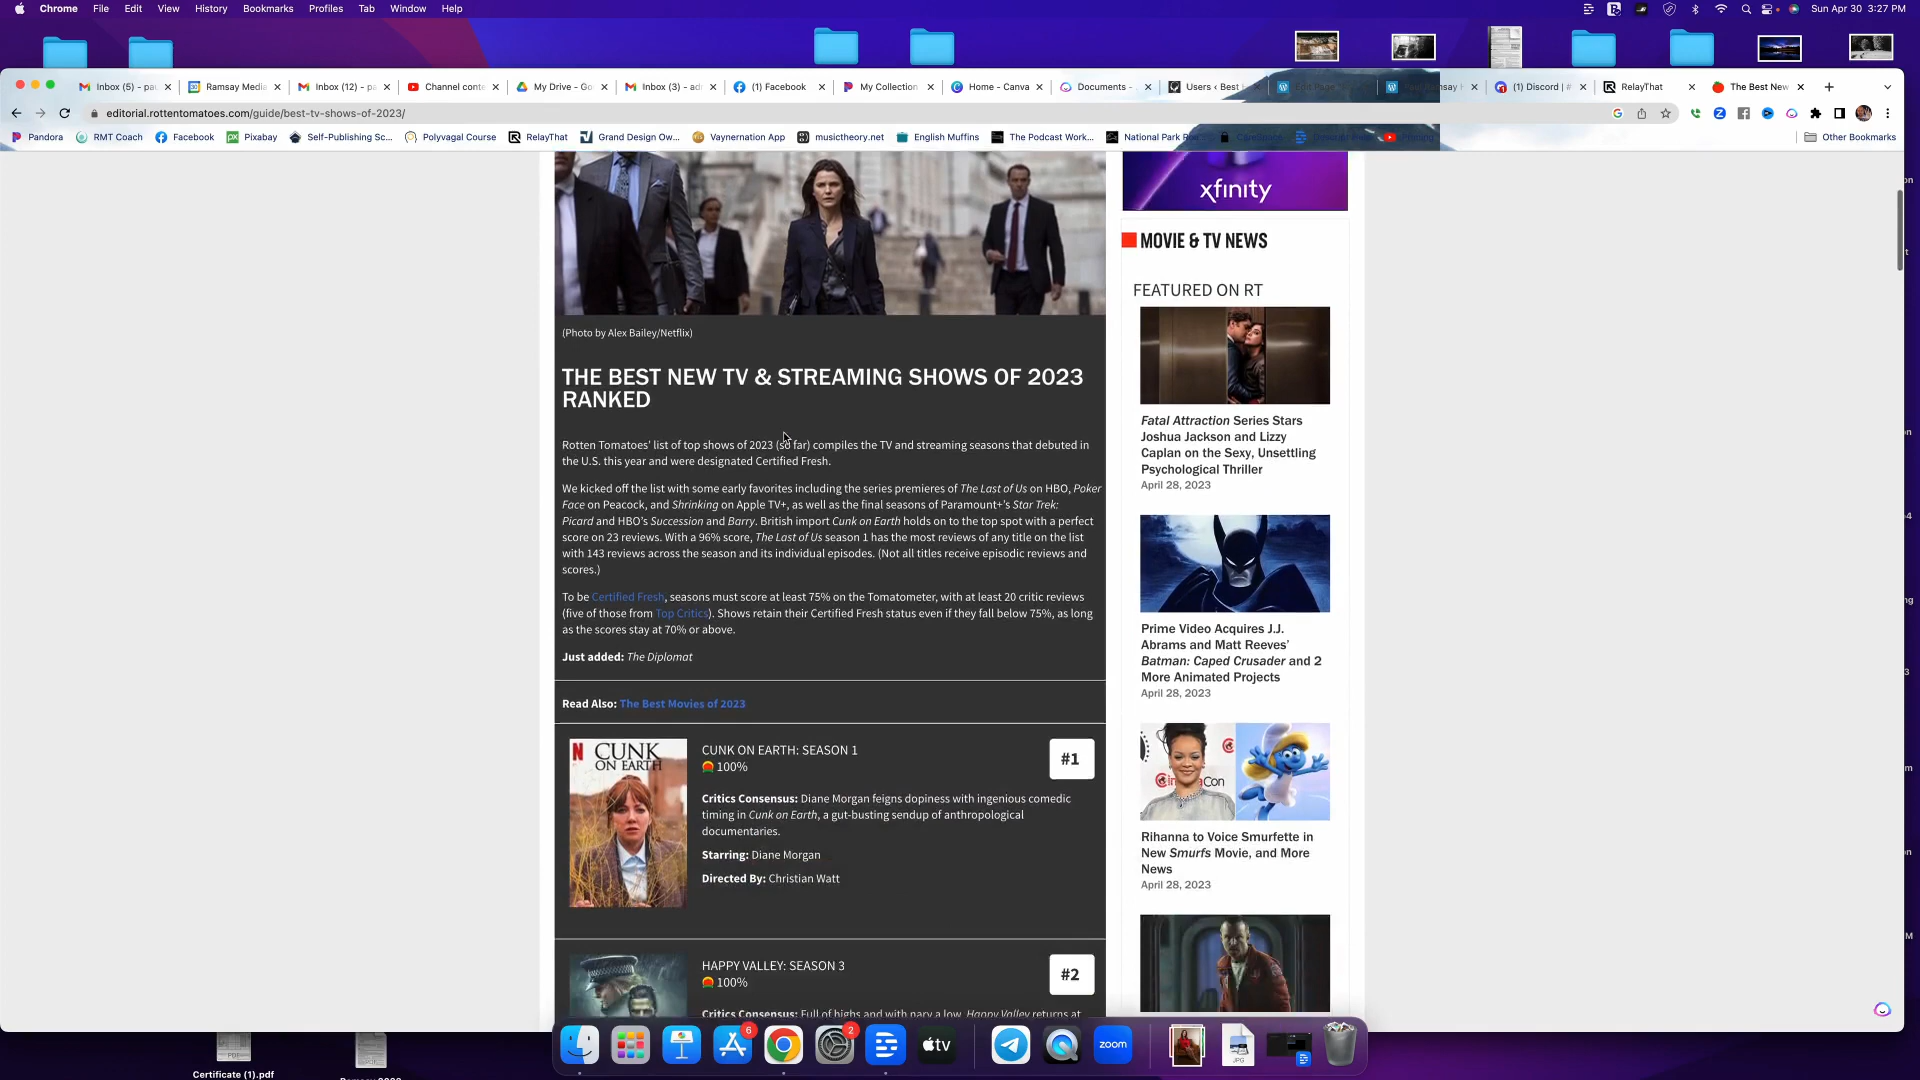 Chrome File Edit View History Bookmarks Profiles Tab Window Help
Sun Apr 30 3:27 PM
Inbox (5) - pa
Ramsay Media
Inbox (12) - pa
Channel conte
My Drive - Go
Inbox (3) - ad
(1) Facebook
My Collection
Home - Canva
Documents -
Users ‹ Best
(1) Discord | #
RelayThat
The Best New
editorial.rottentomatoes.com/guide/best-tv-shows-of-2023/
Pandora
RMT Coach
Facebook
Pixabay
Self-Publishing Sc...
Polyvagal Course
RelayThat
Grand Design Ow...
Vaynernation App
musictheory.net
English Muffins
The Podcast Work...
National Park
Other Bookmarks
xfinity
(Photo by Alex Bailey/Netflix)
THE BEST NEW TV & STREAMING SHOWS OF 2023
RANKED
Rotten Tomatoes' list of top shows of 2023 (so far) compiles the TV and streaming seasons that debuted in
the U.S. this year and were designated Certified Fresh.
We kicked off the list with some early favorites including the series premieres of The Last of Us on HBO, Poker
Face on Peacock, and Shrinking on Apple TV+, as well as the final seasons of Paramount+'s Star Trek:
Picard and HBO's Succession and Barry. British import Cunk on Earth holds on to the top spot with a perfect
score on 23 reviews. With a 96% score, The Last of Us season 1 has the most reviews of any title on the list
with 143 reviews across the season and its individual episodes. (Not all titles receive episodic reviews and
scores.)
To be Certified Fresh, seasons must score at least 75% on the Tomatometer, with at least 20 critic reviews
(five of those from Top Critics). Shows retain their Certified Fresh status even if they fall below 75%, as long
as the scores stay at 70% or above.
Just added: The Diplomat
Read Also: The Best Movies of 2023
CUNK
ON EARTH
CUNK ON EARTH: SEASON 1
100%
#1
Critics Consensus: Diane Morgan feigns dopiness with ingenious comedic
timing in Cunk on Earth, a gut-busting sendup of anthropological
documentaries.
Starring: Diane Morgan
Directed By: Christian Watt
HAPPY VALLEY: SEASON 3
100%
#2
Critics Consensus: Full of highs and with nary a low, Happy Valley returns at
MOVIE & TV NEWS
FEATURED ON RT
Fatal Attraction Series Stars
Joshua Jackson and Lizzy
Caplan on the Sexy, Unsettling
Psychological Thriller
April 28, 2023
Prime Video Acquires J.J.
Abrams and Matt Reeves'
Batman: Caped Crusader and 2
More Animated Projects
April 28, 2023
Rihanna to Voice Smurfette in
New Smurfs Movie, and More
News
April 28, 2023
6
2
tv
zoom
JPG
PDF
Certificate (1).pdf